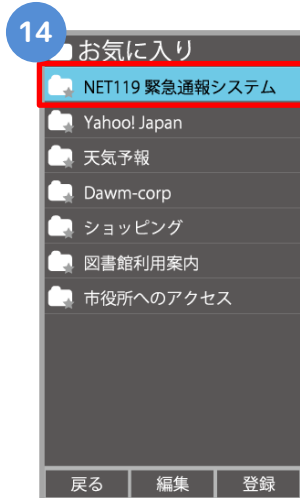 14
お気に入り
NET119 緊急通報システム
Yahoo! Japan
天気予報
Dawm-corp
ショッピング
図書館利用案内
市役所へのアクセス
戻る 編集 登録